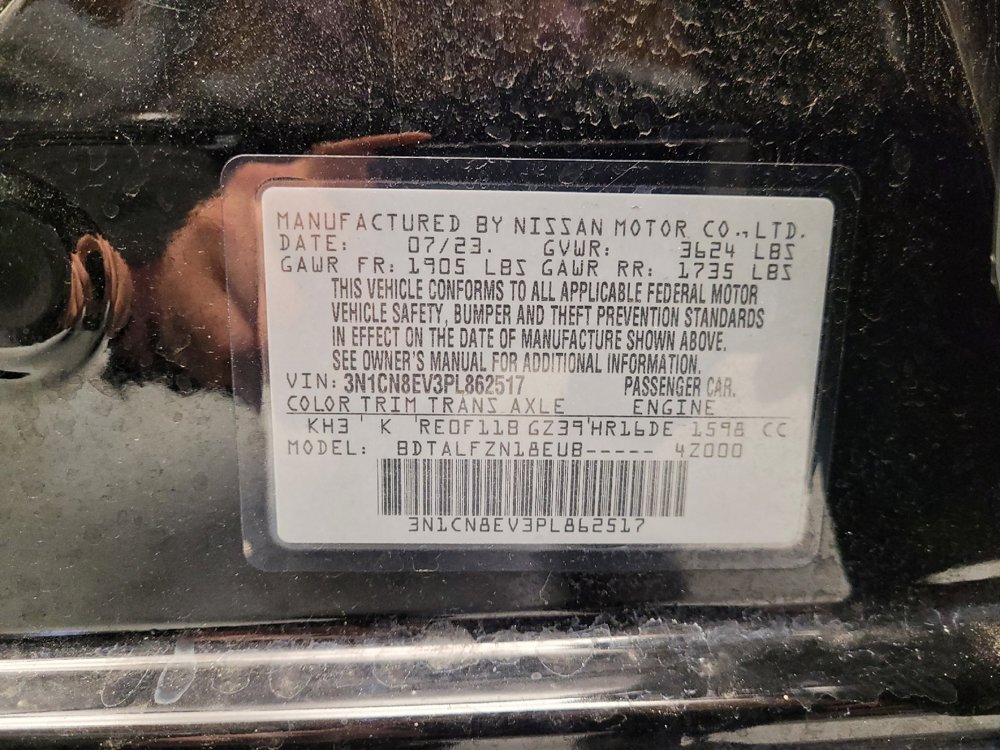 MANUFACTURED BY NISSAN MOTOR CO.,LTD.
DATE: 07/23. GVWR: 3624 LBS
GAWR FR: 1905 LBS GAWR RR: 1735 LBS
THIS VEHICLE CONFORMS TO ALL APPLICABLE FEDERAL MOTOR
VEHICLE SAFETY, BUMPER AND THEFT PREVENTION STANDARDS
IN EFFECT ON THE DATE OF MANUFACTURE SHOWN ABOVE.
SEE OWNER'S MANUAL FOR ADDITIONAL INFORMATION.
VIN: 3N1CN8EV3PL862517 PASSENGER CAR.
COLOR TRIM TRANS AXLE ENGINE
KH3 K RE0F11B GZ39 HR16DE 1598 CC
MODEL: BDTALFZN18EUB----- 4Z000
3N1CN8EV3PL862517